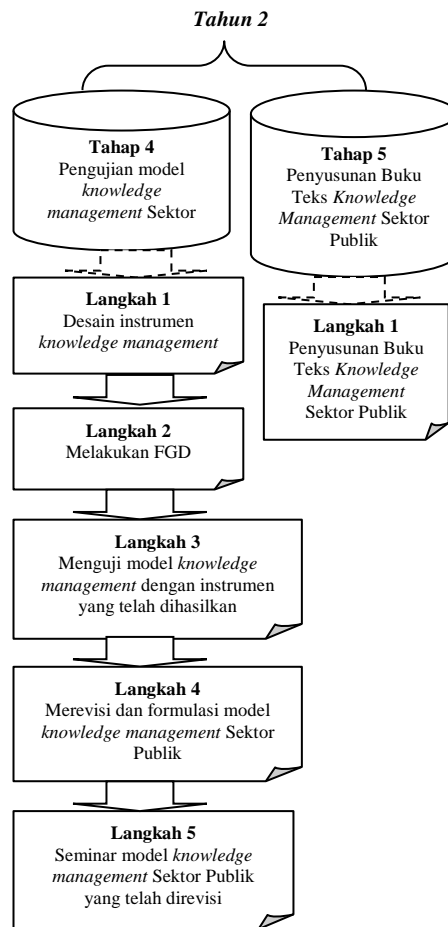 Tahun 2
Tahap 4
Pengujian model
knowledge
management Sektor
Langkah 1
Desain instrumen
knowledge management
Langkah 2
Melakukan FGD
Langkah 3
Menguji model knowledge
management dengan instrumen
yang telah dihasilkan
Langkah 4
Merevisi dan formulasi model
knowledge management Sektor
Publik
Langkah 5
Seminar model knowledge
management Sektor Publik
yang telah direvisi
Tahap 5
Penyusunan Buku
Teks Knowledge
Management Sektor
Publik
Langkah 1
Penyusunan Buku
Teks Knowledge
Management
Sektor Publik